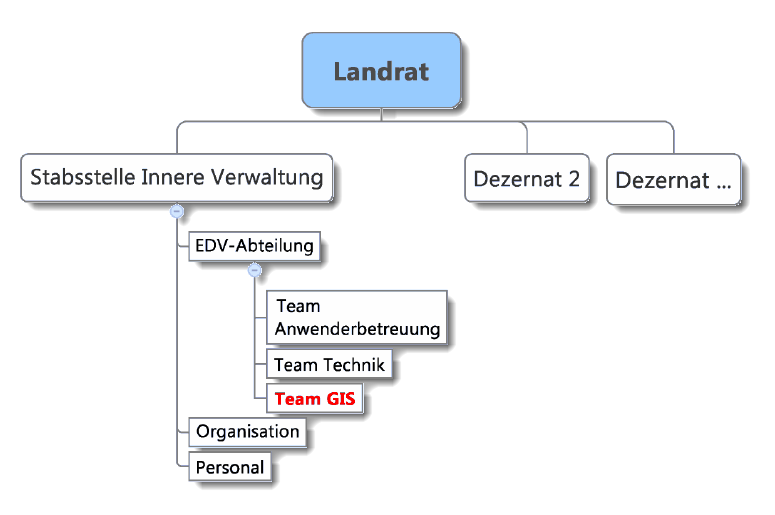 Landrat
Stabsstelle Innere Verwaltung
Dezernat 2
Dezernat ...
EDV-Abteilung
Team
Anwenderbetreuung
Team Technik
Team GIS
Organisation
Personal